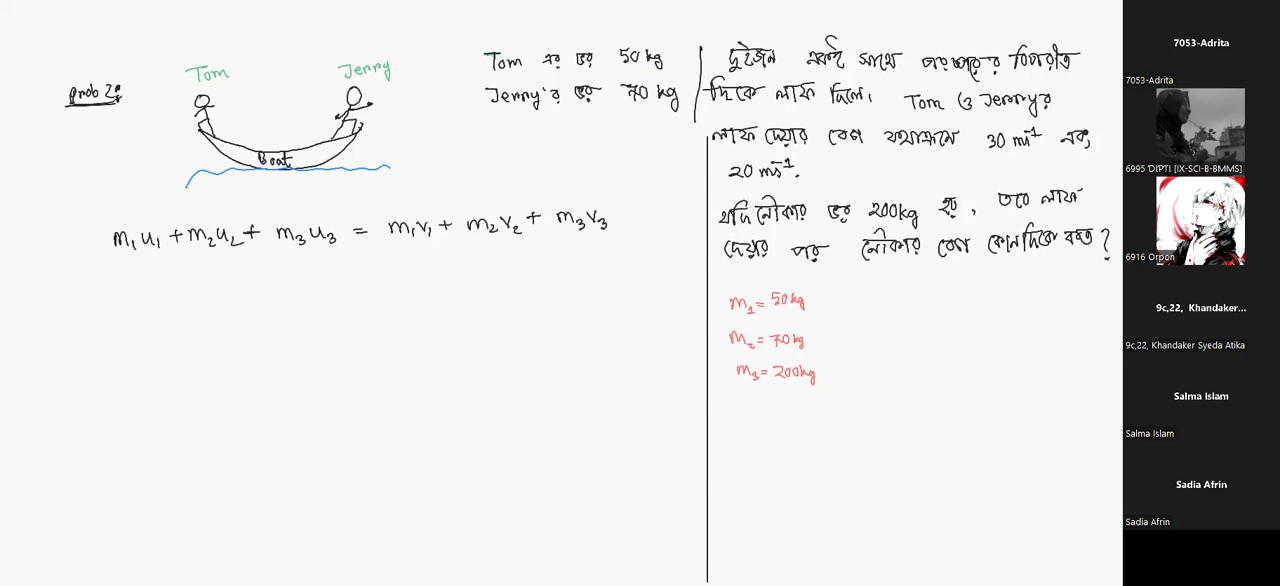 Prob 2:
Tom
Jenny
Boat
Tom এর ভর 50 kg
Jenny'র ভর 70 kg
দুইজন একই সাথে পরস্পরের বিপরীত
দিকে লাফ দিলে। Tom ও Jennyর
লাফ দেয়ার বেগ যথাক্রমে 30 ms⁻¹ এবং
20 ms⁻¹.
যদি নৌকার ভর 200kg হয়, তবে লাফ
দেয়ার পর নৌকার বেগ কোনদিকে কত?
m₁u₁ + m₂u₂ + m₃u₃ = m₁v₁ + m₂v₂ + m₃v₃
m₁ = 50kg
m₂ = 70kg
m₃ = 200kg
7053-Adrita
7053-Adrita
6995 DIPTI [IX-SCI-B-BMMS]
6916 Orpon
9c,22, Khandaker...
9c,22, Khandaker Syeda Atika
Salma Islam
Salma Islam
Sadia Afrin
Sadia Afrin